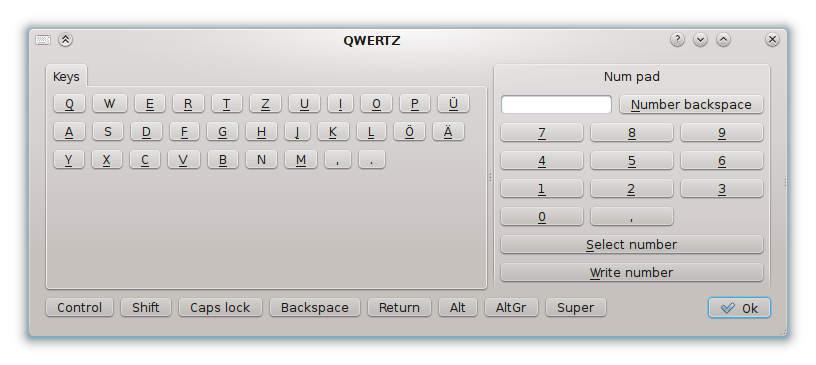 QWERTZ
Keys
Q W E R T Z U I O P Ü
A S D F G H J K L Ö Ä
Y X C V B N M , .
Num pad
Number backspace
7 8 9
4 5 6
1 2 3
0 ,
Select number
Write number
Control Shift Caps lock Backspace Return Alt AltGr Super Ok